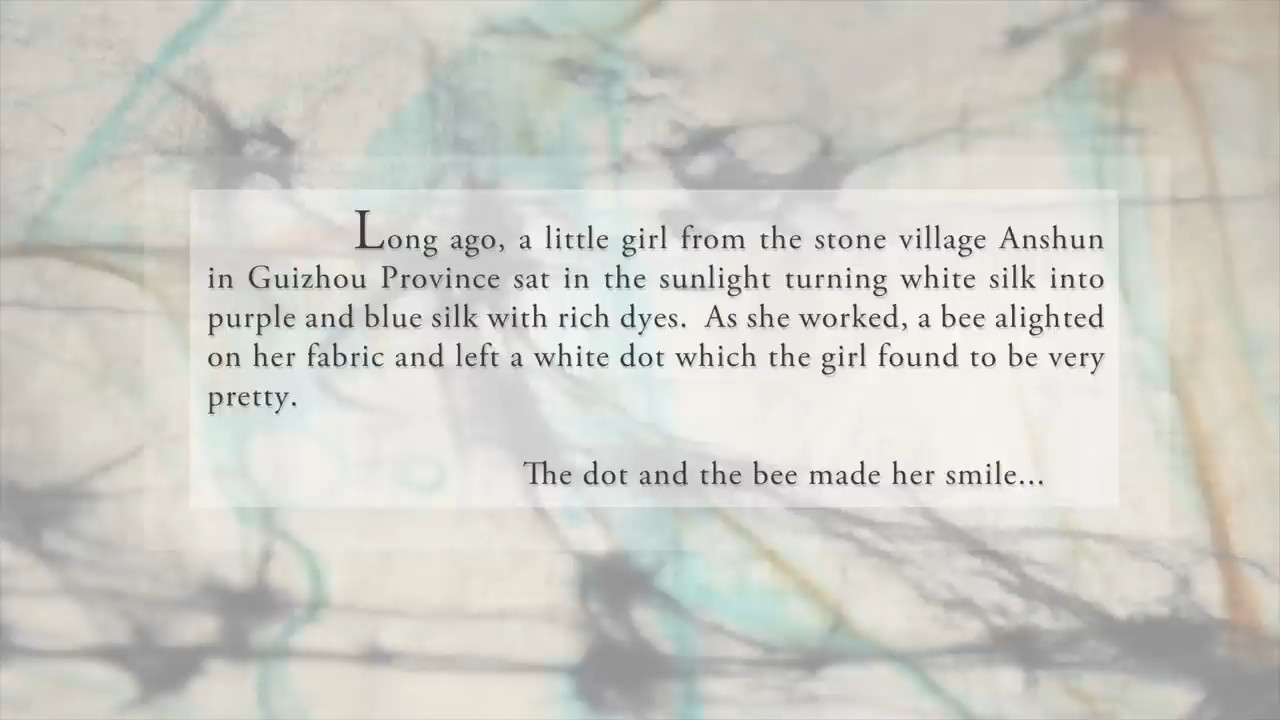 Long ago, a little girl from the stone village Anshun
in Guizhou Province sat in the sunlight turning white silk into
purple and blue silk with rich dyes.  As she worked, a bee alighted
on her fabric and left a white dot which the girl found to be very
pretty.
The dot and the bee made her smile...